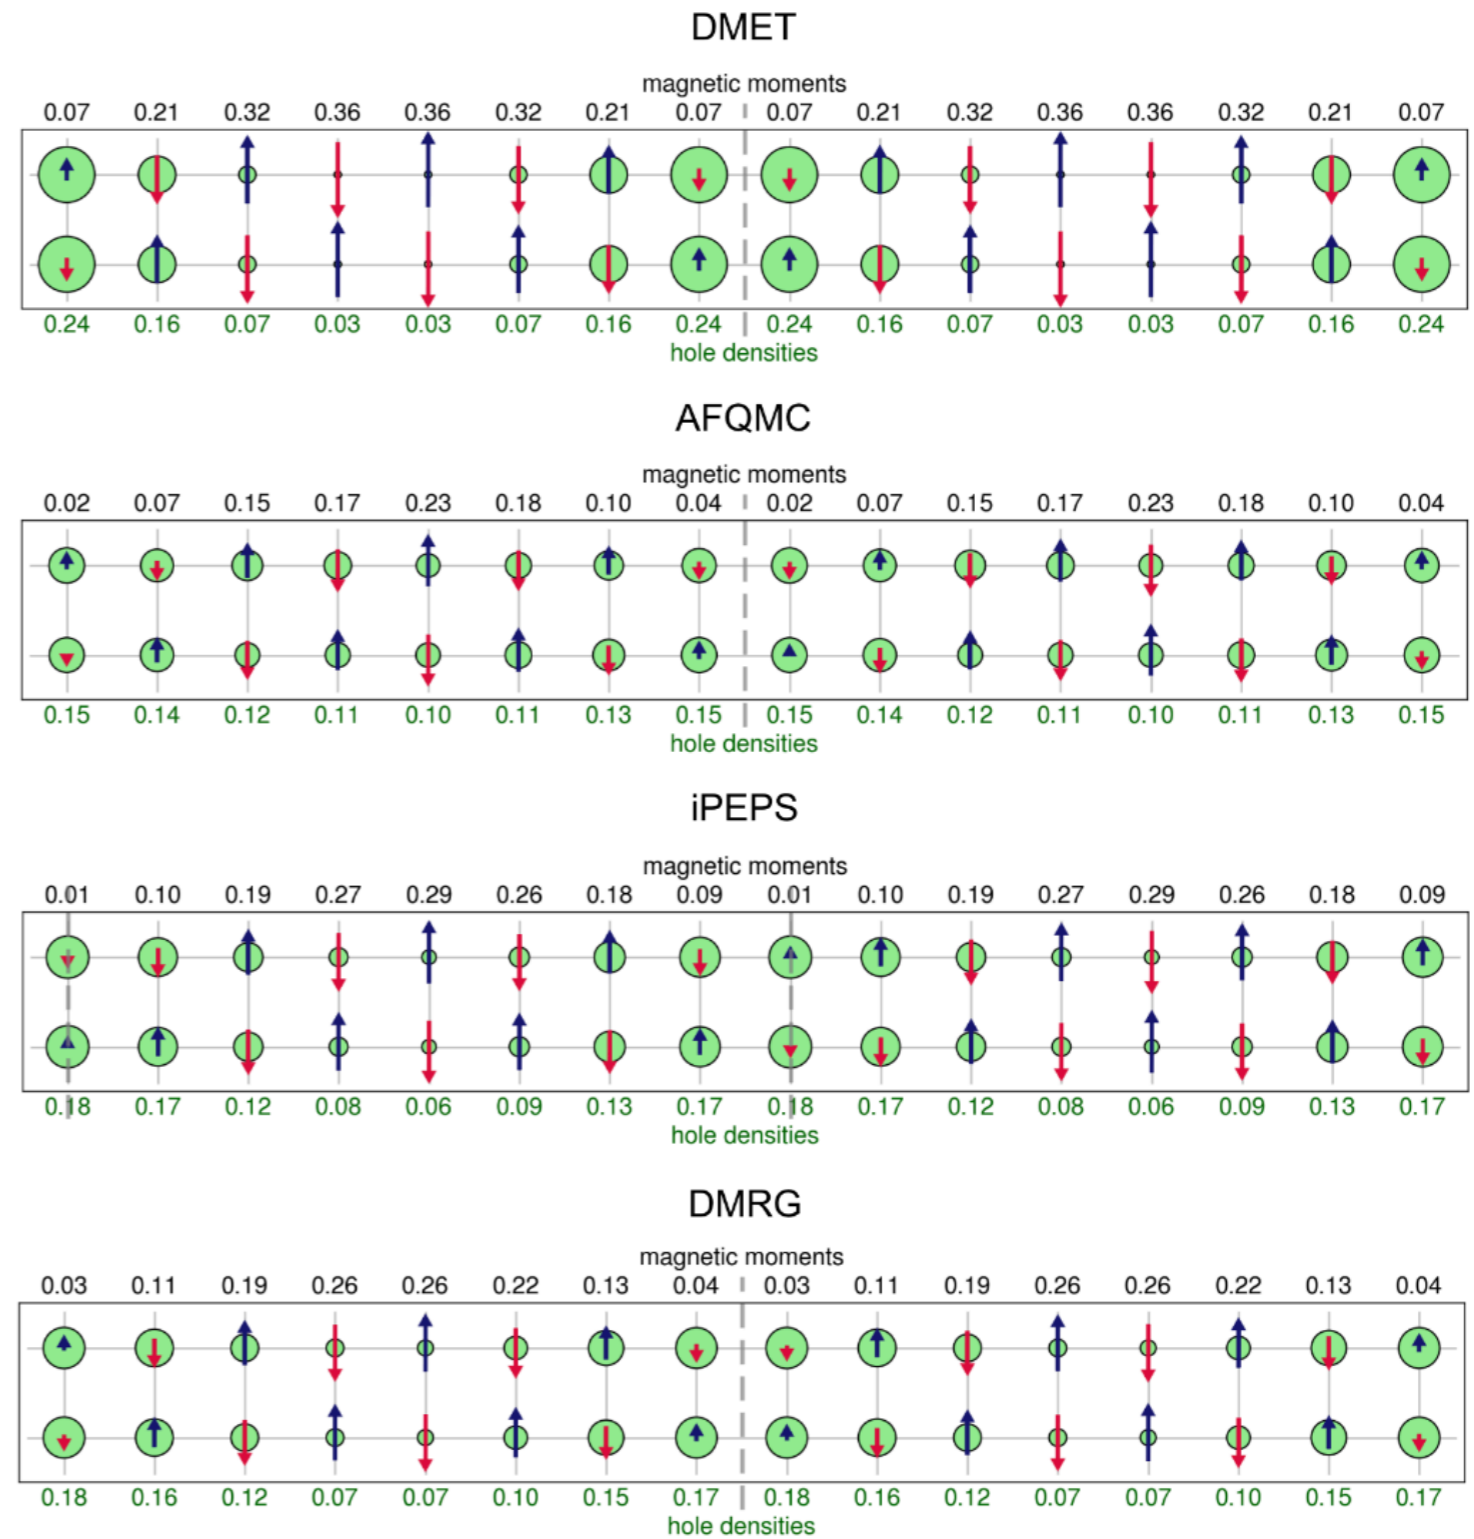 DMET
magnetic moments
0.07 0.21 0.32 0.36 0.36 0.32 0.21 0.07 0.07 0.21 0.32 0.36 0.36 0.32 0.21 0.07
0.24 0.16 0.07 0.03 0.03 0.07 0.16 0.24 0.24 0.16 0.07 0.03 0.03 0.07 0.16 0.24
hole densities
AFQMC
magnetic moments
0.02 0.07 0.15 0.17 0.23 0.18 0.10 0.04 0.02 0.07 0.15 0.17 0.23 0.18 0.10 0.04
0.15 0.14 0.12 0.11 0.10 0.11 0.13 0.15 0.15 0.14 0.12 0.11 0.10 0.11 0.13 0.15
hole densities
iPEPS
magnetic moments
0.01 0.10 0.19 0.27 0.29 0.26 0.18 0.09 0.01 0.10 0.19 0.27 0.29 0.26 0.18 0.09
0.18 0.17 0.12 0.08 0.06 0.09 0.13 0.17 0.18 0.17 0.12 0.08 0.06 0.09 0.13 0.17
hole densities
DMRG
magnetic moments
0.03 0.11 0.19 0.26 0.26 0.22 0.13 0.04 0.03 0.11 0.19 0.26 0.26 0.22 0.13 0.04
0.18 0.16 0.12 0.07 0.07 0.10 0.15 0.17 0.18 0.16 0.12 0.07 0.07 0.10 0.15 0.17
hole densities